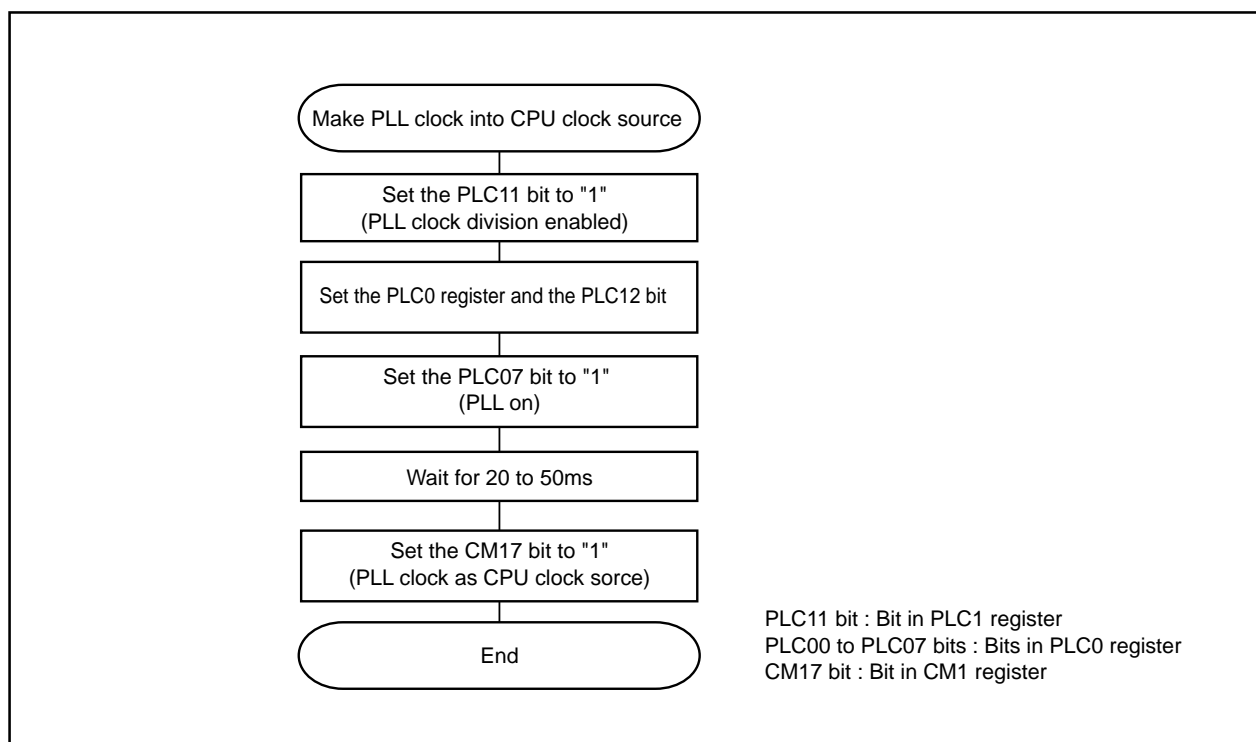 Make PLL clock into CPU clock source
Set the PLC11 bit to "1"
(PLL clock division enabled)
Set the PLC0 register and the PLC12 bit
Set the PLC07 bit to "1"
(PLL on)
Wait for 20 to 50ms
Set the CM17 bit to "1"
(PLL clock as CPU clock sorce)
End
PLC11 bit : Bit in PLC1 register
PLC00 to PLC07 bits : Bits in PLC0 register
CM17 bit : Bit in CM1 register